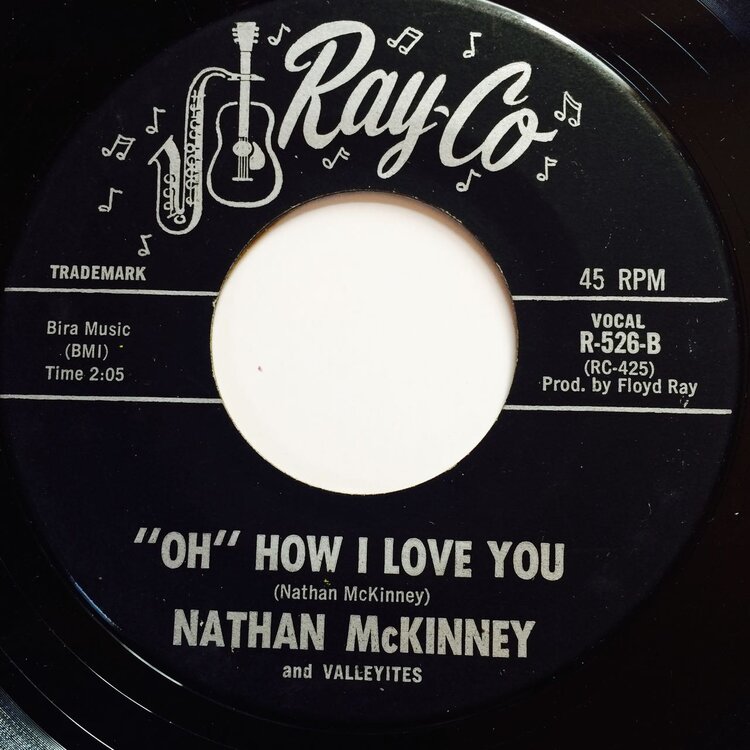 Ray-Co
TRADEMARK
45 RPM
Bira Music
(BMI)
Time 2:05
VOCAL
R-526-B
(RC-425)
Prod. by Floyd Ray
"OH" HOW I LOVE YOU
(Nathan McKinney)
NATHAN McKINNEY
and VALLEYITES